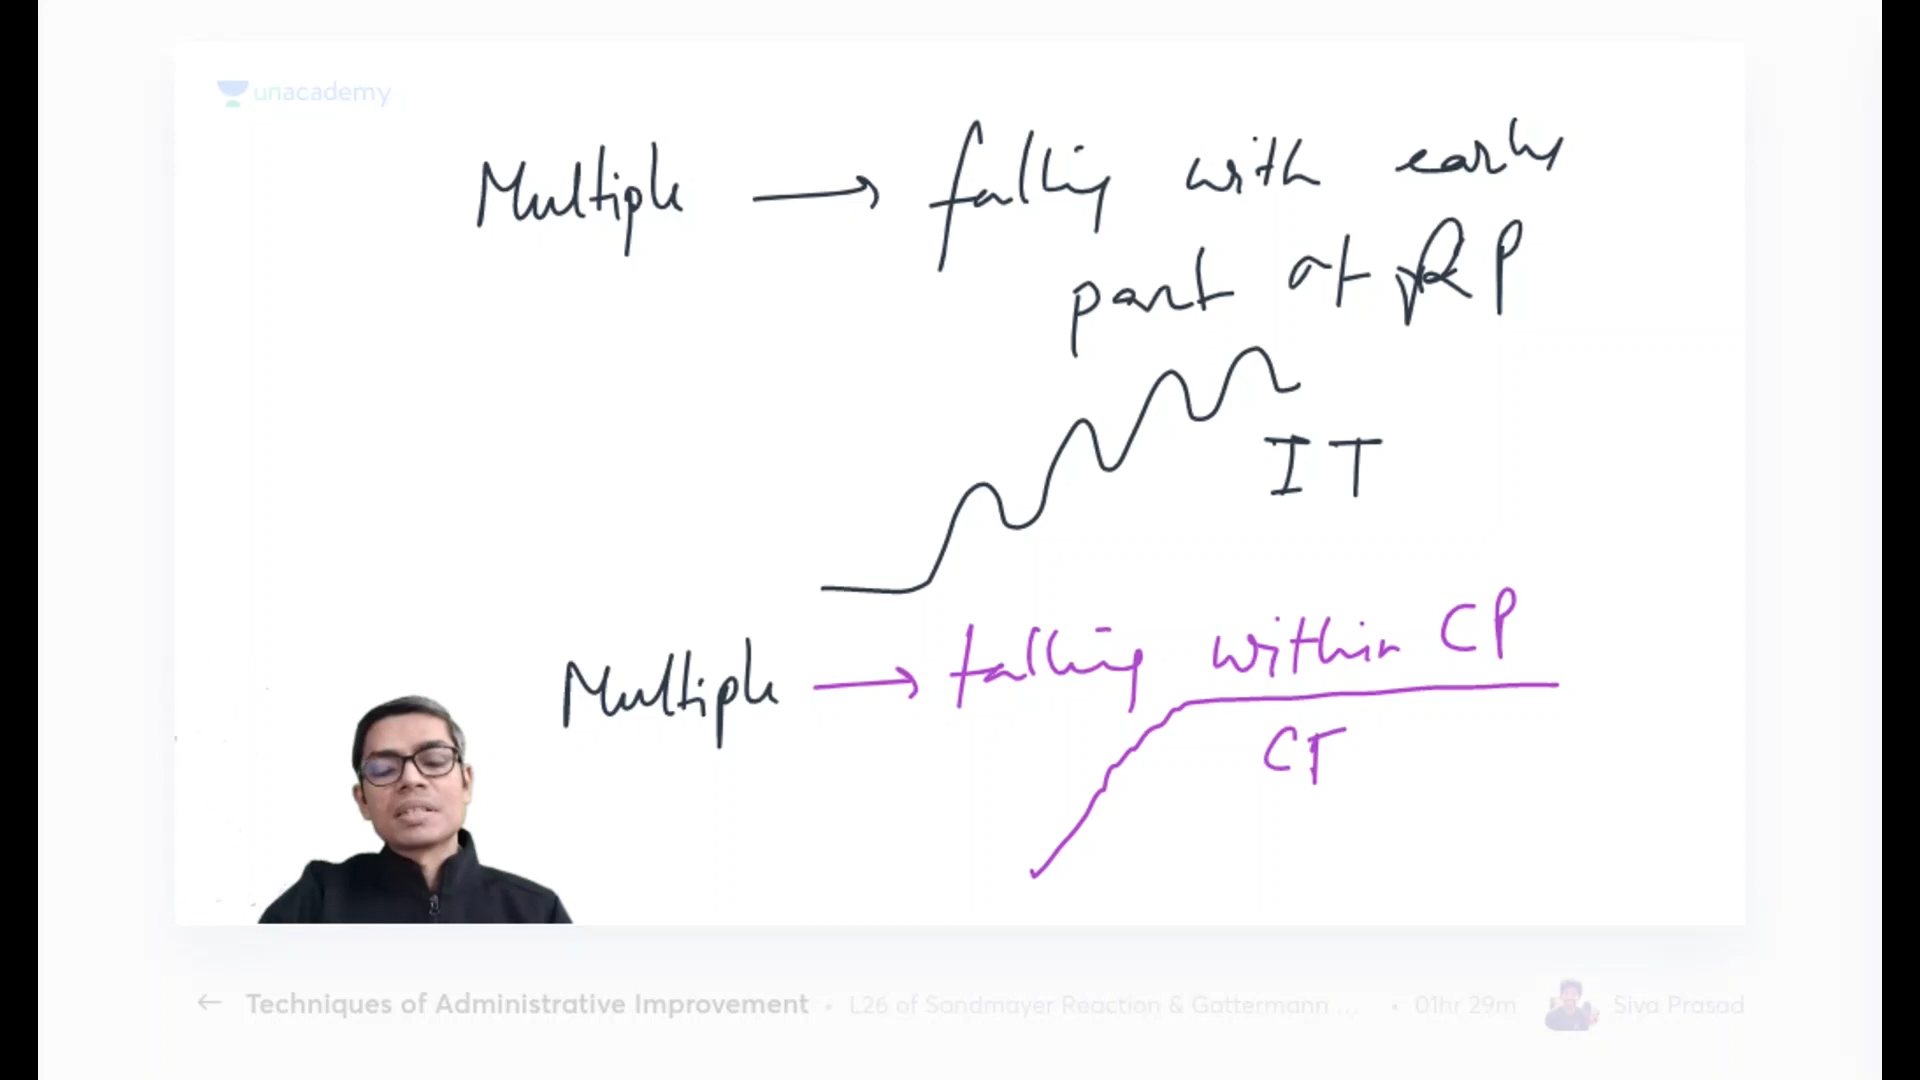 unacademy
Multiple → falling with early
part of RP
IT
Multiple → falling within CP
CT
← Techniques of Administrative Improvement • L26 of Sandmayer Reaction & Gattermann ... • 01hr 29m Siva Prasad